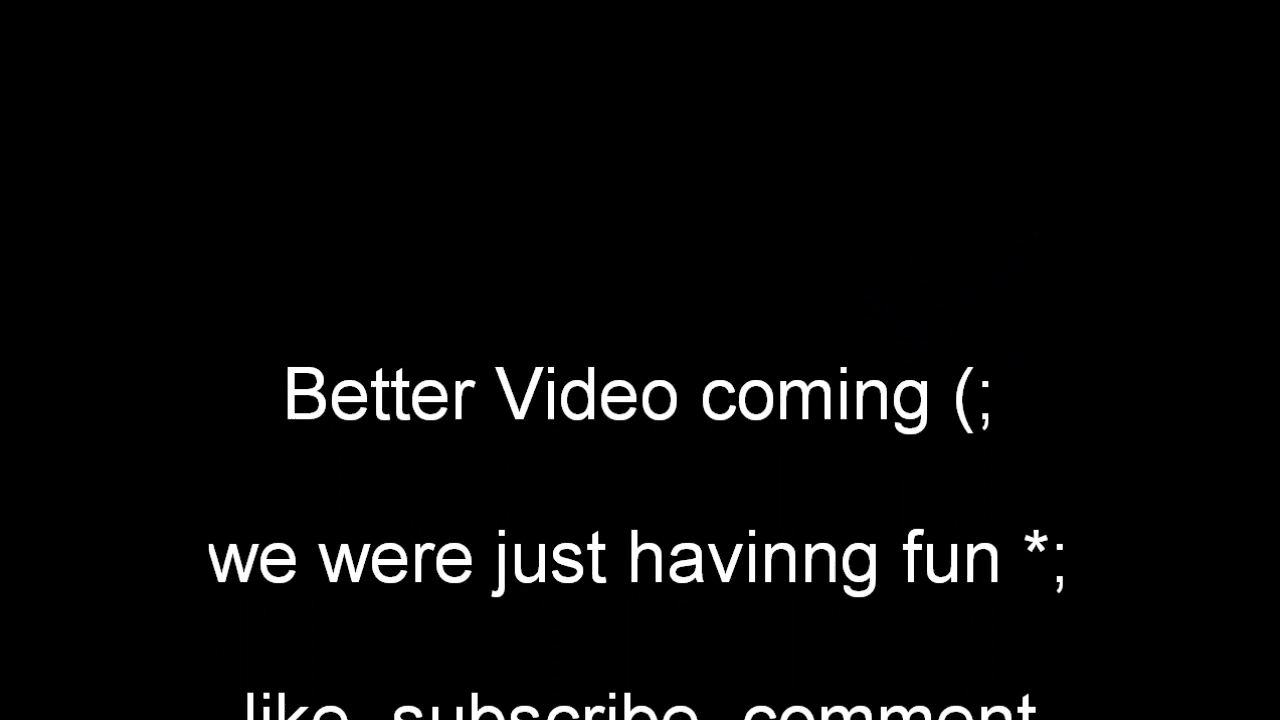 Better Video coming (;
we were just havinng fun *;
like subscribe comment